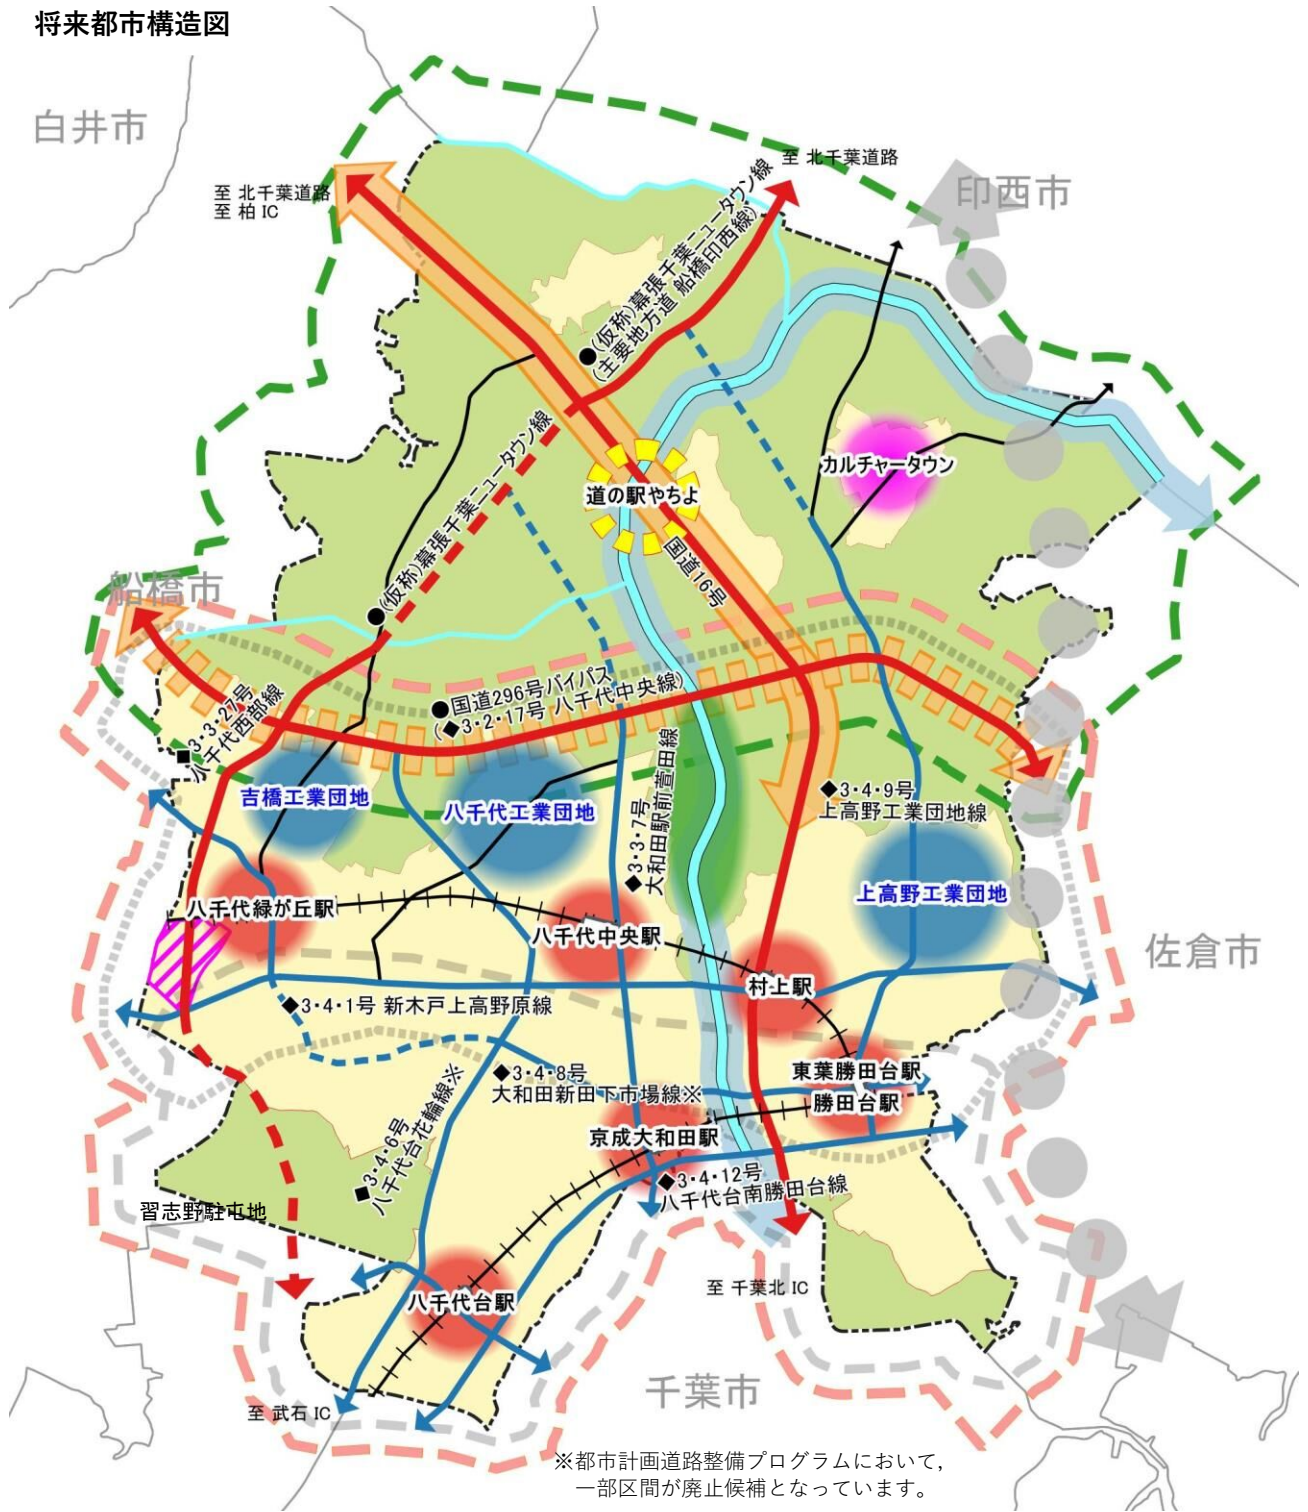 将来都市構造図
白井市
至 北千葉道路
至 柏 IC
至 北千葉道路
印西市
(仮称)幕張千葉ニュータウン線
(主要地方道 船橋印西線)
カルチャータウン
道の駅やちよ
(仮称)幕張千葉ニュータウン線
国道16号
船橋市
国道296号バイパス
(◆3・2・17号 八千代中央線)
■3・3・27号
八千代西部線
吉橋工業団地
八千代工業団地
◆3・3・7号
大和田駅前萱田線
◆3・4・9号
上高野工業団地線
上高野工業団地
八千代緑が丘駅
八千代中央駅
佐倉市
村上駅
◆3・4・1号 新木戸上高野原線
東葉勝田台駅
◆3・4・8号
大和田新田下市場線※
勝田台駅
京成大和田駅
◆3・4・6号
八千代台花輪線※
◆3・4・12号
八千代台南勝田台線
習志野駐屯地
至 千葉北 IC
八千代台駅
千葉市
至 武石 IC
※都市計画道路整備プログラムにおいて，
一部区間が廃止候補となっています。